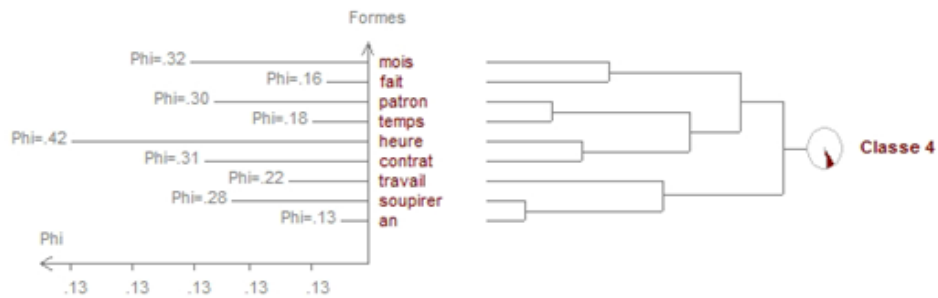 Formes
Phi=.32 mois
Phi=.16 fait
Phi=.30 patron
Phi=.18 temps
Phi=.42 heure
Phi=.31 contrat
Phi=.22 travail
Phi=.28 soupirer
Phi=.13 an
Classe 4
Phi
.13 .13 .13 .13 .13